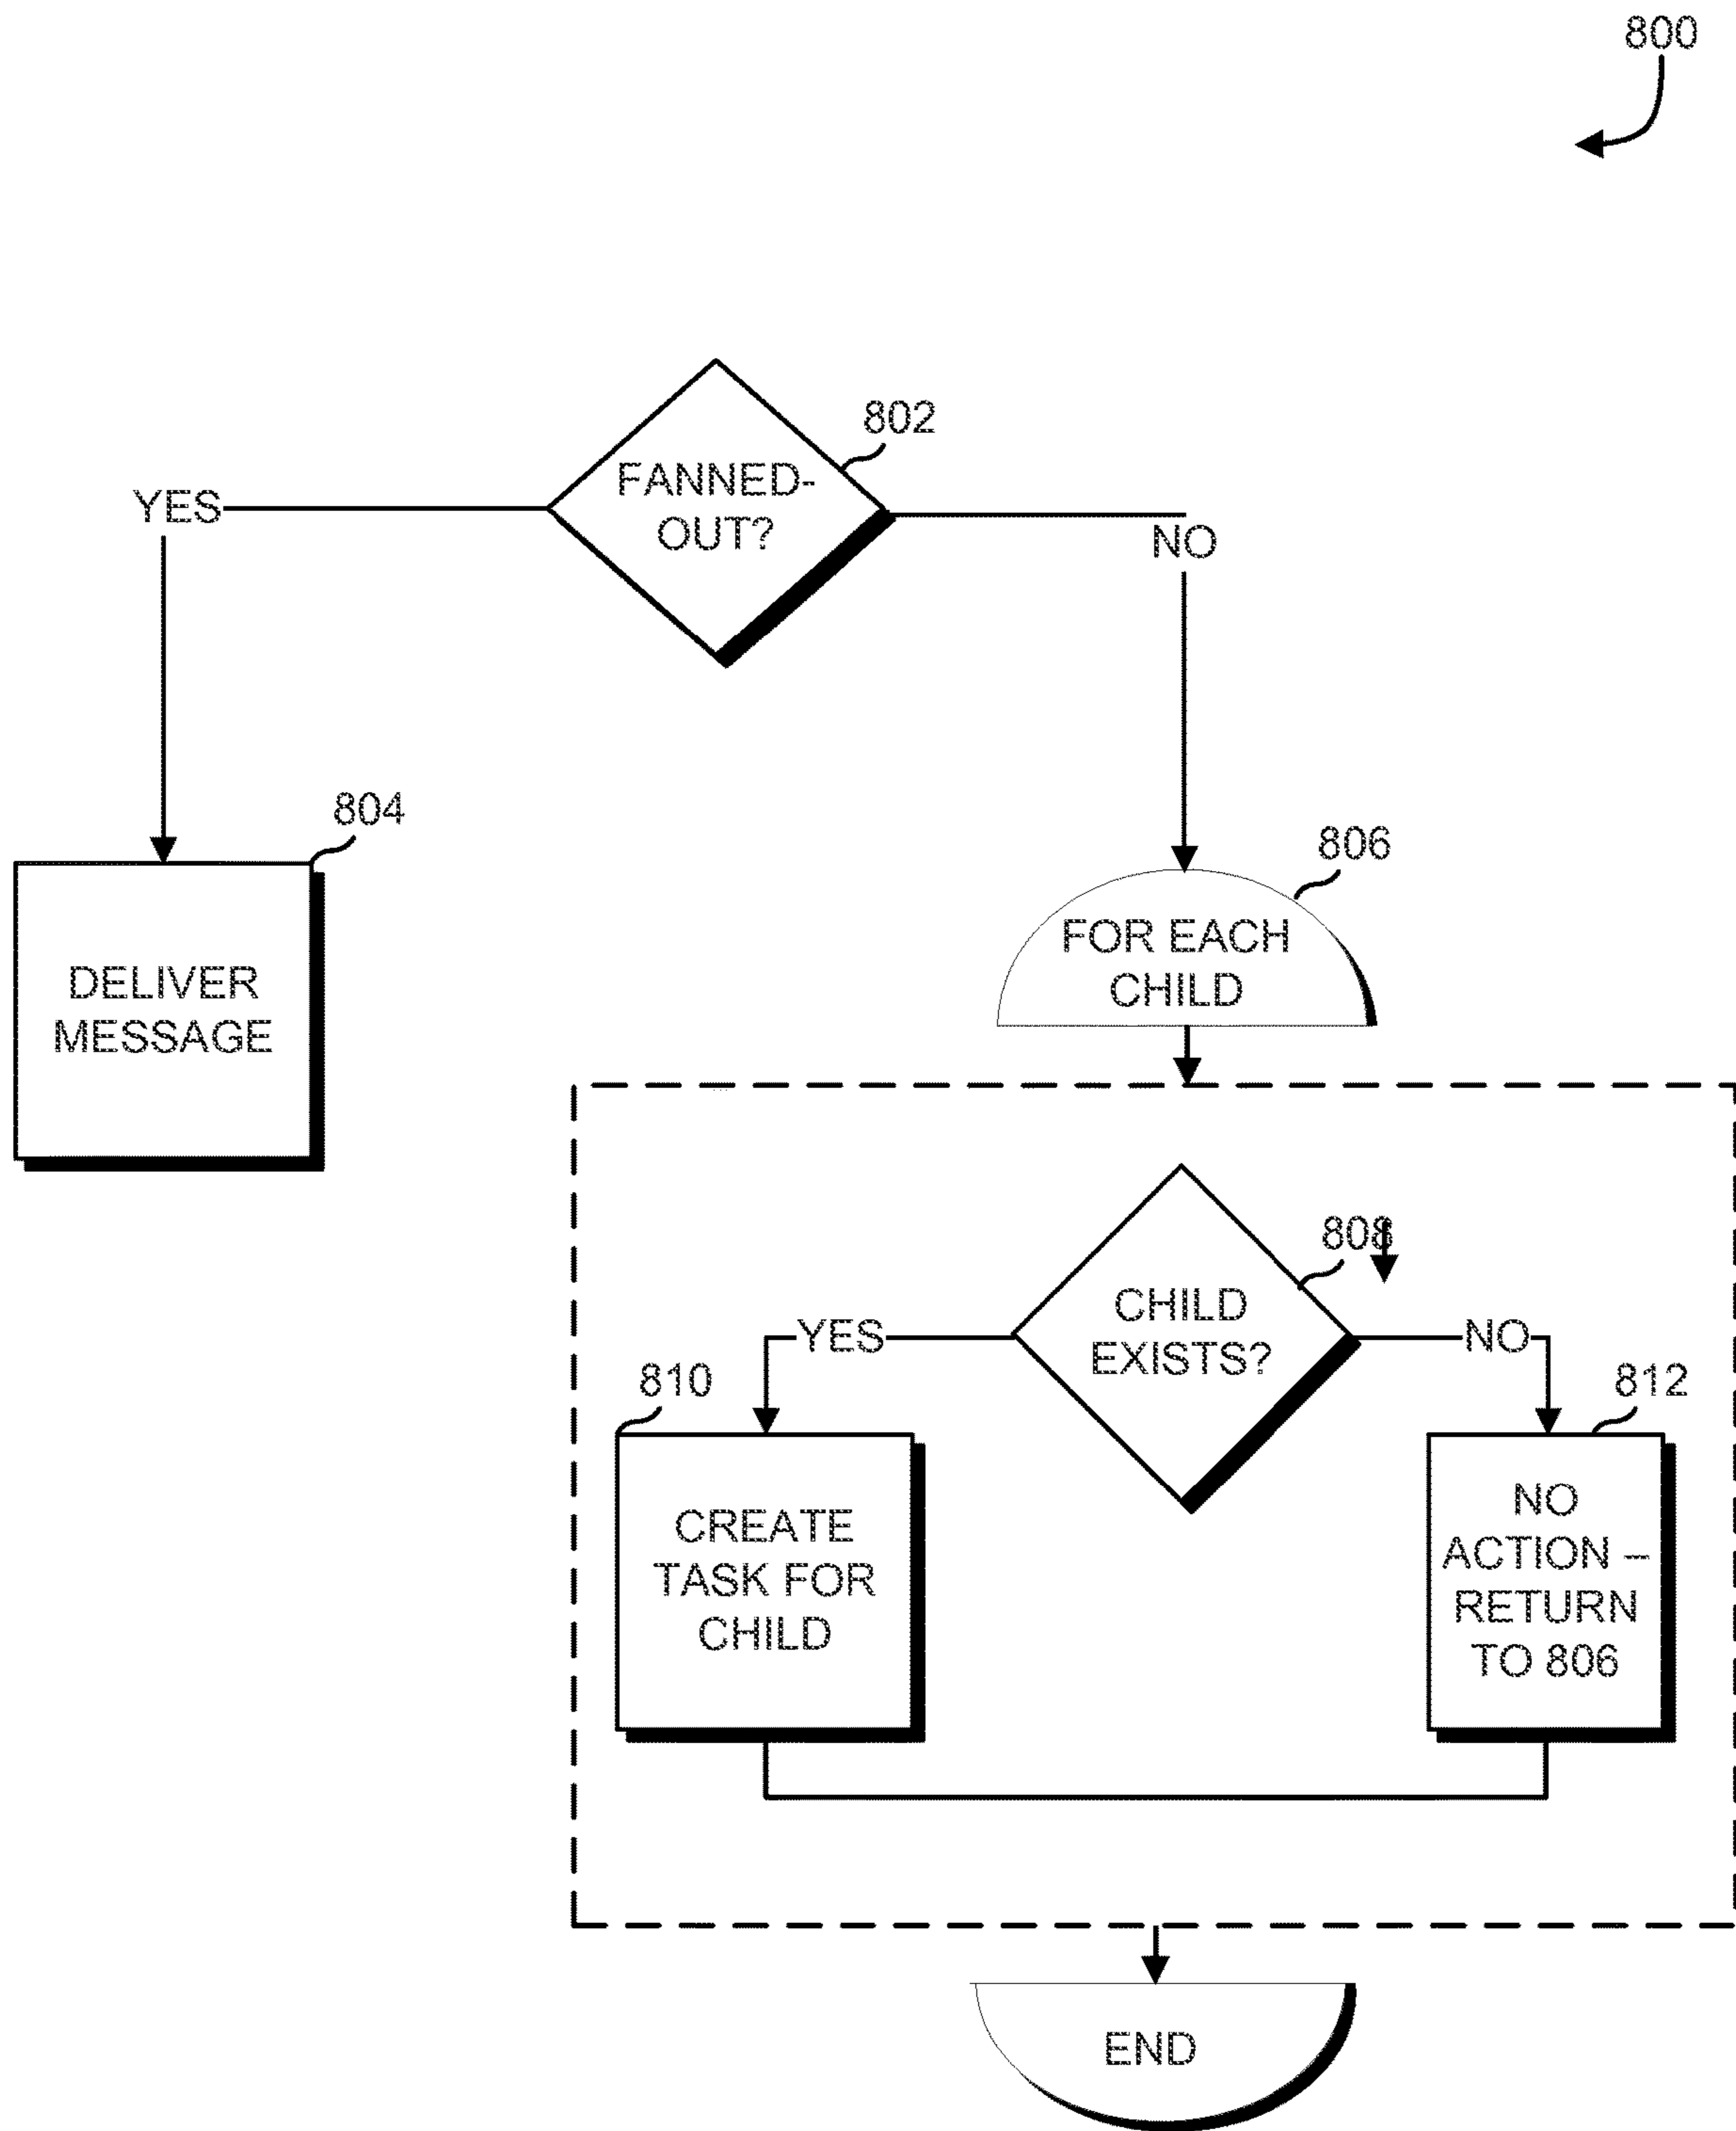 800
802
FANNED-
OUT?
YES
NO
804
DELIVER
MESSAGE
806
FOR EACH
CHILD
808
CHILD
EXISTS?
YES
NO
810
CREATE
TASK FOR
CHILD
812
NO
ACTION –
RETURN
TO 806
END